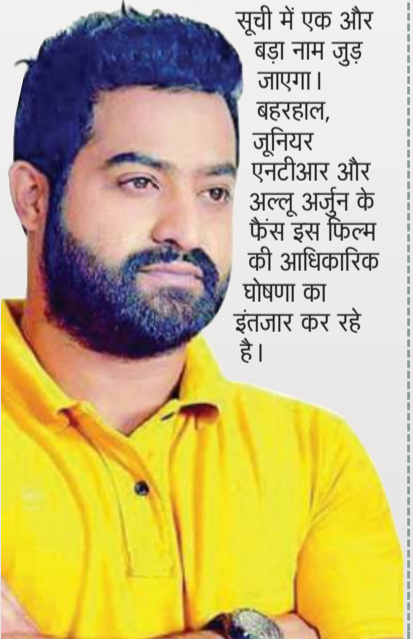 सूची में एक और
बड़ा नाम जुड़
जाएगा।
बहरहाल,
जूनियर
एनटीआर और
अल्लू अर्जुन के
फैंस इस फिल्म
की आधिकारिक
घोषणा का
इंतजार कर रहे
है।